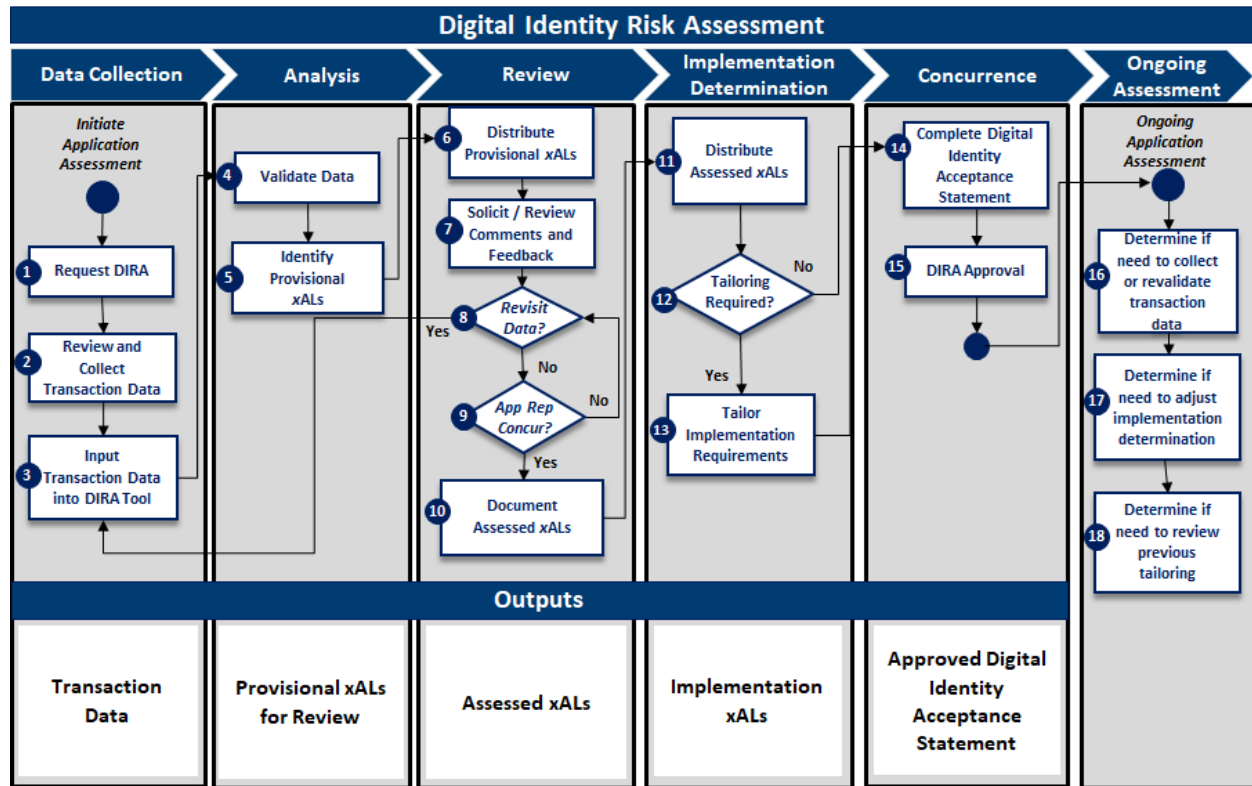 Digital Identity Risk Assessment
Data Collection
Analysis
Review
Implementation
Determination
Concurrence
Ongoing
Assessment
Initiate
Application
Assessment
1
Request DIRA
2
Review and
Collect
Transaction Data
3
Input
Transaction Data
into DIRA Tool
4
Validate Data
5
Identify
Provisional
xALs
6
Distribute
Provisional xALs
7
Solicit / Review
Comments and
Feedback
8
Revisit
Data?
Yes
No
9
App Rep
Concur?
No
Yes
10
Document
Assessed xALs
11
Distribute
Assessed xALs
12
Tailoring
Required?
No
Yes
13
Tailor
Implementation
Requirements
14
Complete Digital
Identity
Acceptance
Statement
15
DIRA Approval
Ongoing
Application
Assessment
16
Determine if
need to collect
or revalidate
transaction
data
17
Determine if
need to adjust
implementation
determination
18
Determine if
need to review
previous
tailoring
Outputs
Transaction
Data
Provisional xALs
for Review
Assessed xALs
Implementation
xALs
Approved Digital
Identity
Acceptance
Statement